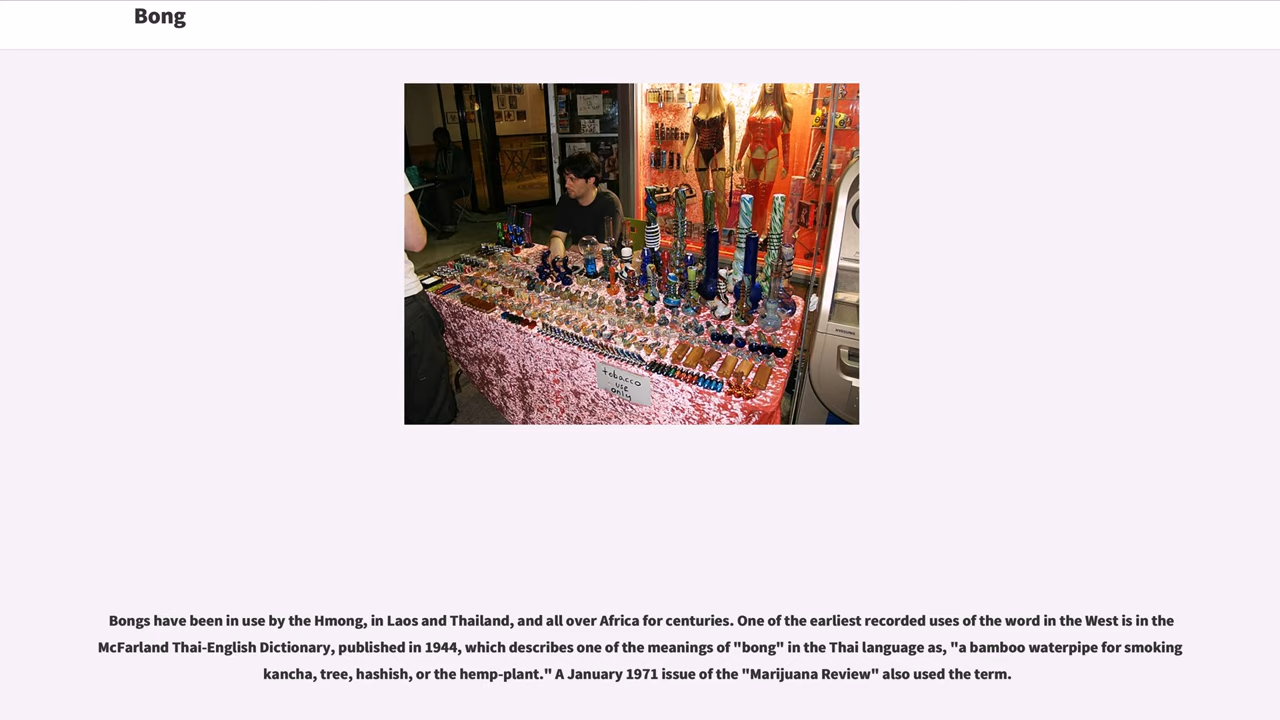 Bong
tobacco
use
only
Bongs have been in use by the Hmong, in Laos and Thailand, and all over Africa for centuries. One of the earliest recorded uses of the word in the West is in the
McFarland Thai-English Dictionary, published in 1944, which describes one of the meanings of "bong" in the Thai language as, "a bamboo waterpipe for smoking
kancha, tree, hashish, or the hemp-plant." A January 1971 issue of the "Marijuana Review" also used the term.